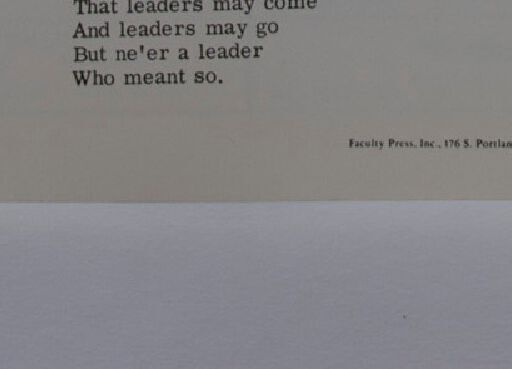 That leaders may come
And leaders may go
But ne'er a leader
Who meant so.
Faculty Press, Inc., 176 S. Portlan